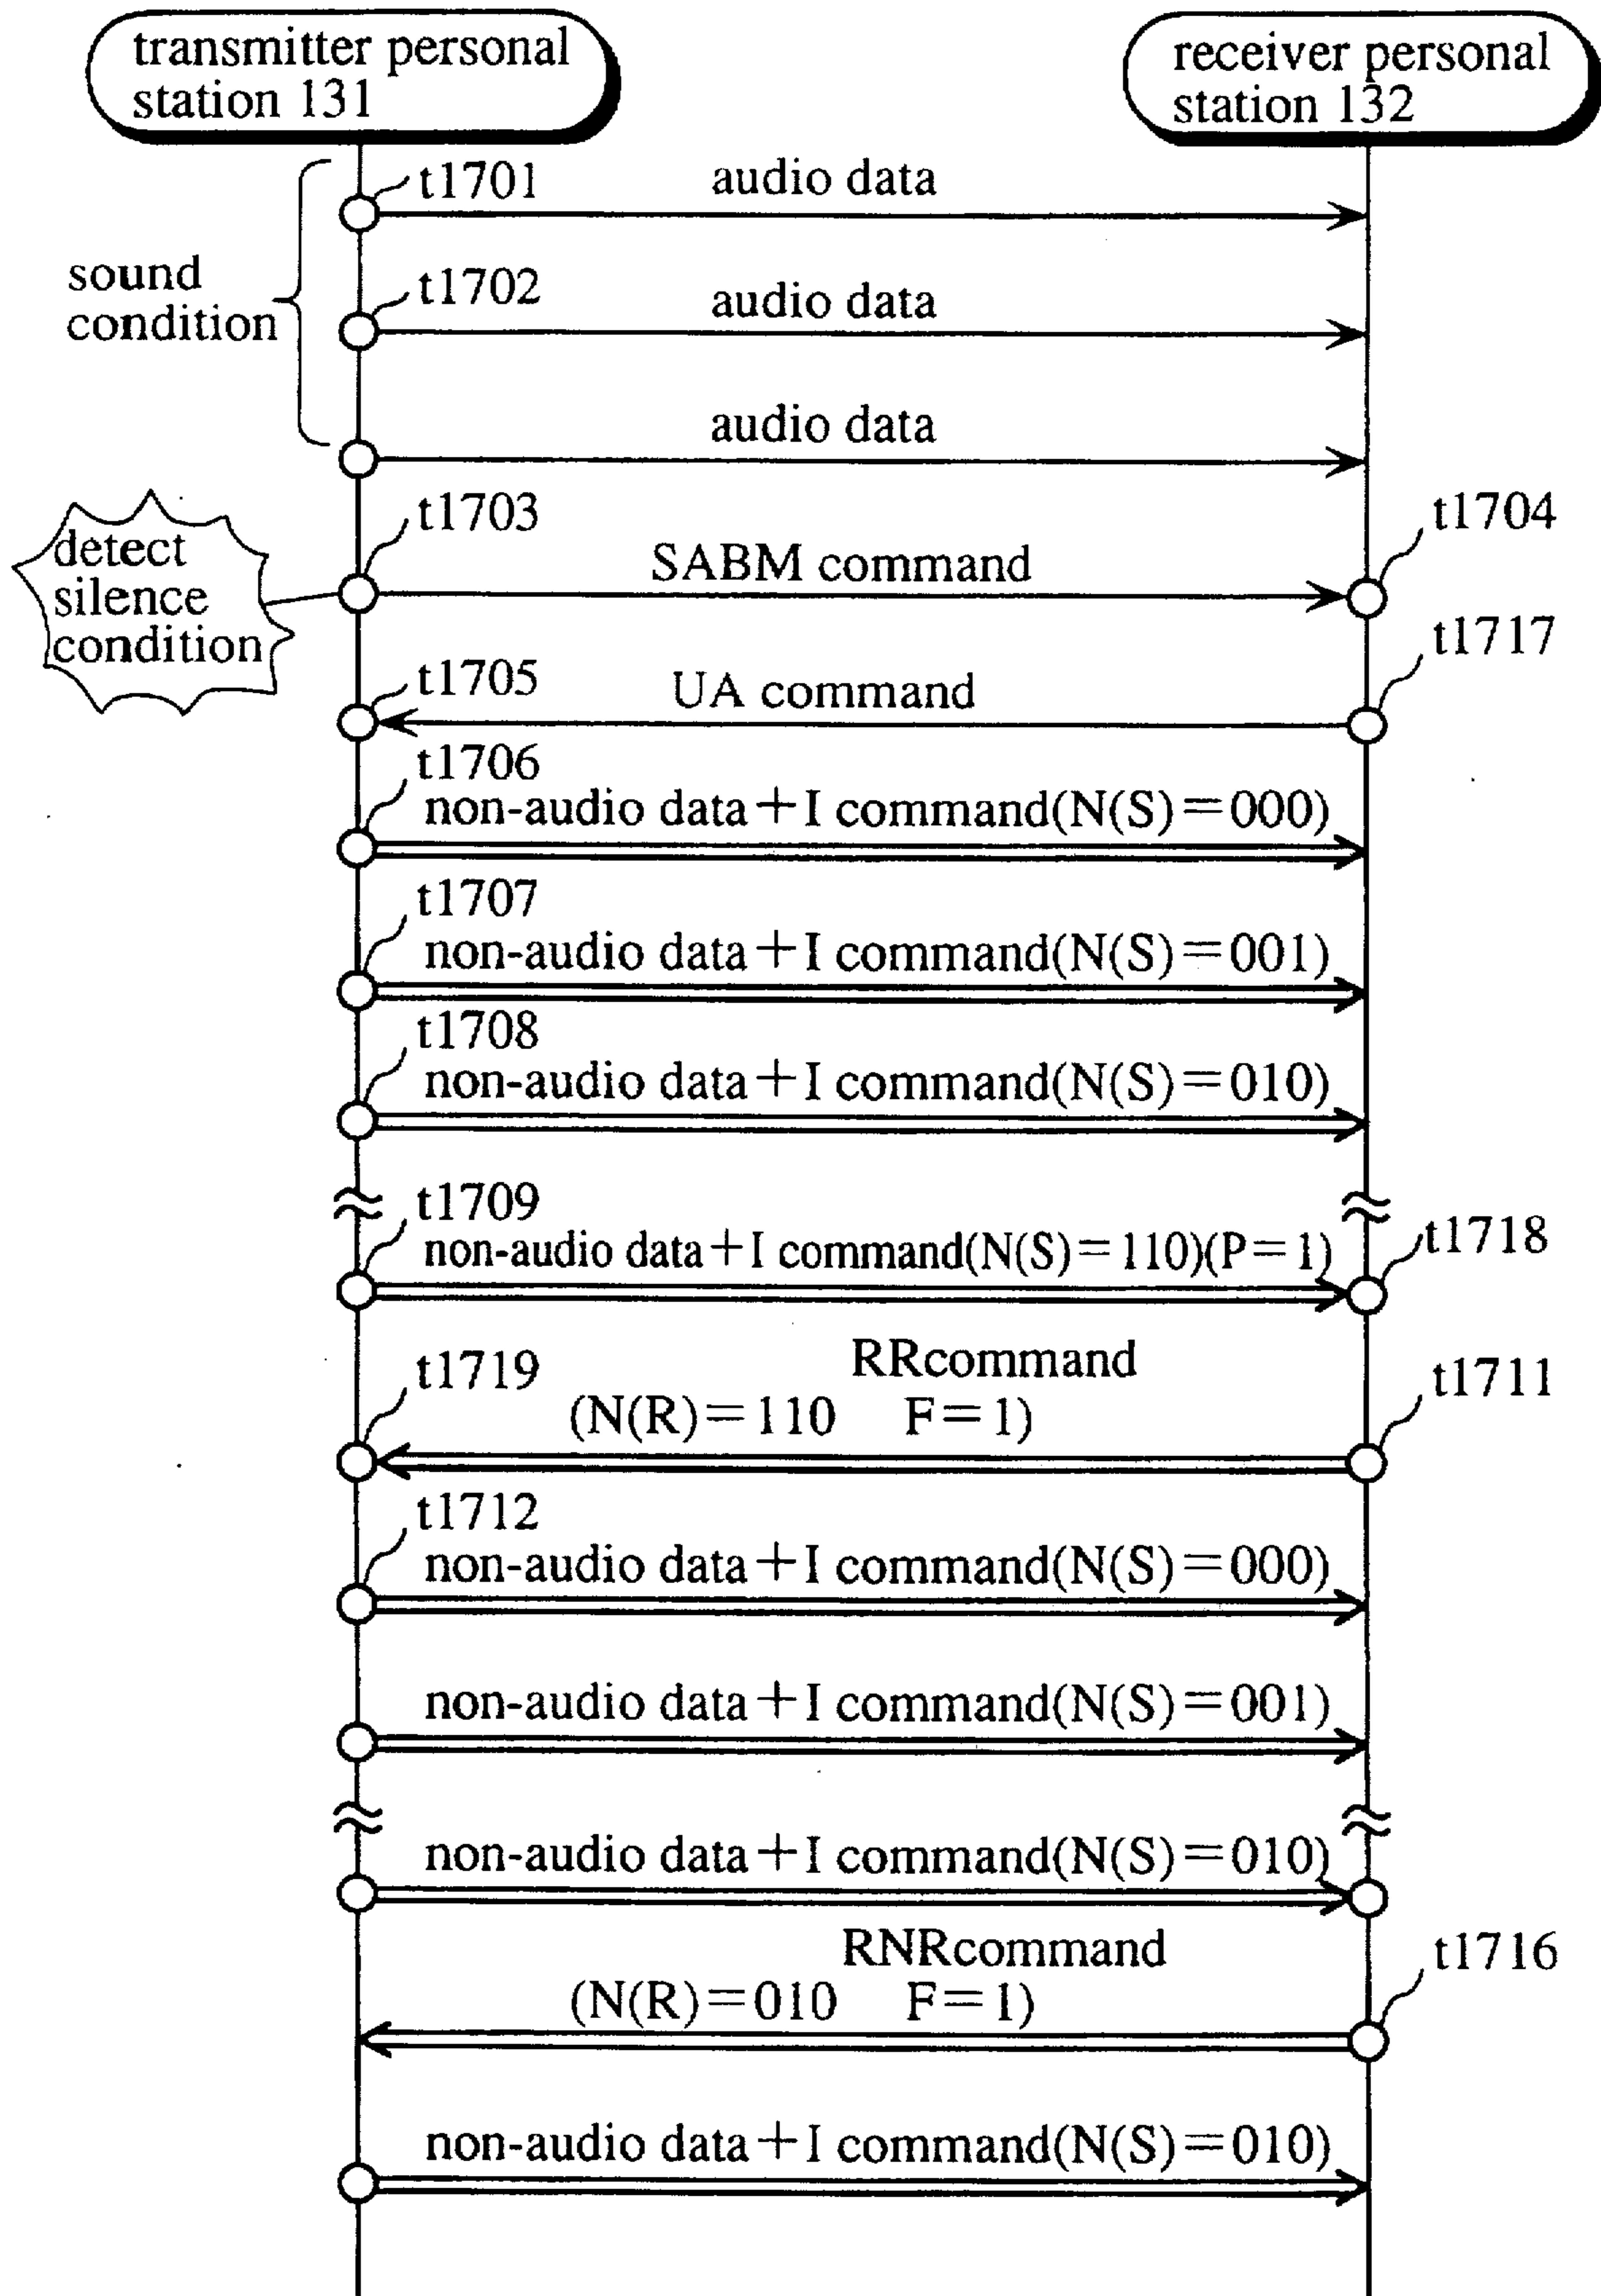 transmitter personal
station 131
receiver personal
station 132
t1701
audio data
sound
condition
t1702
audio data
audio data
t1703
t1704
detect
silence
condition
SABM command
t1717
t1705
UA command
t1706
non-audio data+I command(N(S)=000)
t1707
non-audio data+I command(N(S)=001)
t1708
non-audio data+I command(N(S)=010)
t1709
non-audio data+I command(N(S)=110)(P=1)
t1718
RRcommand
t1719
t1711
(N(R)=110 F=1)
t1712
non-audio data+I command(N(S)=000)
non-audio data+I command(N(S)=001)
non-audio data+I command(N(S)=010)
RNRcommand
t1716
(N(R)=010 F=1)
non-audio data+I command(N(S)=010)